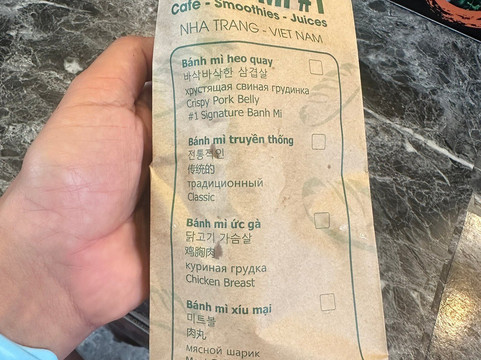 #1
Cafe - Smoothies - Juices
NHA TRANG - VIET NAM
Bánh mì heo quay
바삭바삭한 삼겹살
хрустящая свиная грудинка
Crispy Pork Belly
#1 Signature Banh Mi
Bánh mì truyền thống
전통적인
传统的
традиционный
Classic
Bánh mì ức gà
닭고기 가슴살
鸡胸肉
куриная грудка
Chicken Breast
Bánh mì xíu mại
미트볼
肉丸
мясной шарик